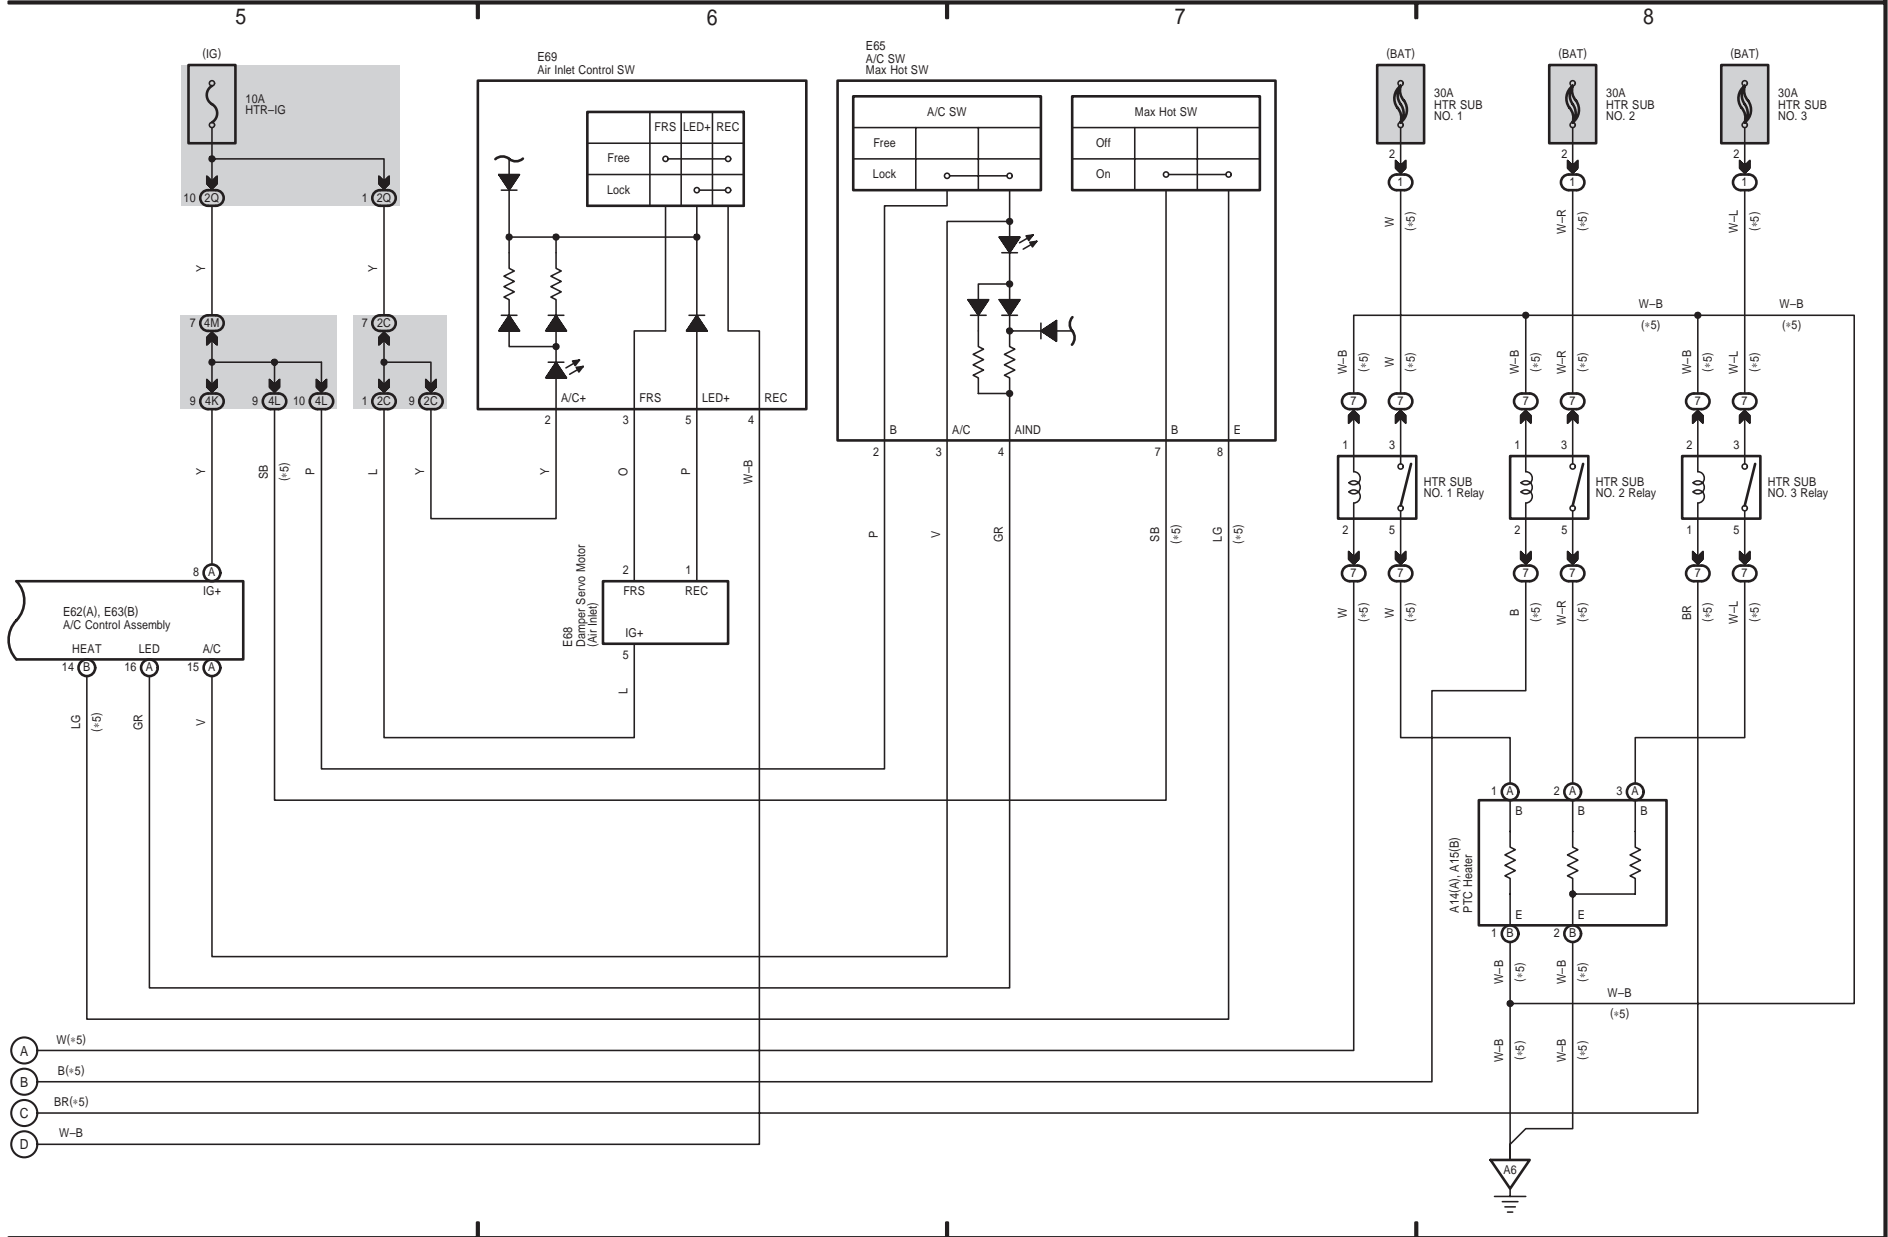 5 6 7 8
(IG)
10A
HTR–IG
10 2Q
1 2Q
Y
Y
7 4M
7 2C
9 4K
9 4L
10 4L
1 2C
9 2C
Y
SB
(*5)
P
L
Y
8 A
IG+
E62(A), E63(B)
A/C Control Assembly
HEAT LED A/C
14 B
16 A
15 A
LG
(*5)
GR
V
E69
Air Inlet Control SW
FRS LED+ REC
Free
Lock
A/C+ FRS LED+ REC
2 3 5 4
Y
O
P
W–B
2 1
FRS REC
IG+
5
E68
Damper Servo Motor
(Air Inlet)
L
E65
A/C SW
Max Hot SW
A/C SW
Free
Lock
Max Hot SW
Off
On
B A/C AIND B E
2 3 4 7 8
P
V
GR
SB
(*5)
LG
(*5)
(BAT)
30A
HTR SUB
NO. 1
2
1
W
(*5)
(BAT)
30A
HTR SUB
NO. 2
2
1
W–R
(*5)
(BAT)
30A
HTR SUB
NO. 3
2
1
W–L
(*5)
W–B
(*5)
W–B
(*5)
W–B
(*5)
W
(*5)
W–B
(*5)
W–R
(*5)
W–B
(*5)
W–L
(*5)
7 7 7 7 7 7
1 3
HTR SUB
NO. 1 Relay
2 5
1 3
HTR SUB
NO. 2 Relay
2 5
2 3
HTR SUB
NO. 3 Relay
1 5
7 7 7 7 7 7
W
(*5)
W
(*5)
B
(*5)
W–R
(*5)
BR
(*5)
W–L
(*5)
1 A
2 A
3 A
B B B
A14(A), A15(B)
PTC Heater
E E
1 B
2 B
W–B
(*5)
W–B
(*5)
W–B
(*5)
W–B
(*5)
W–B
(*5)
A W(*5)
B B(*5)
C BR(*5)
D W–B
A6